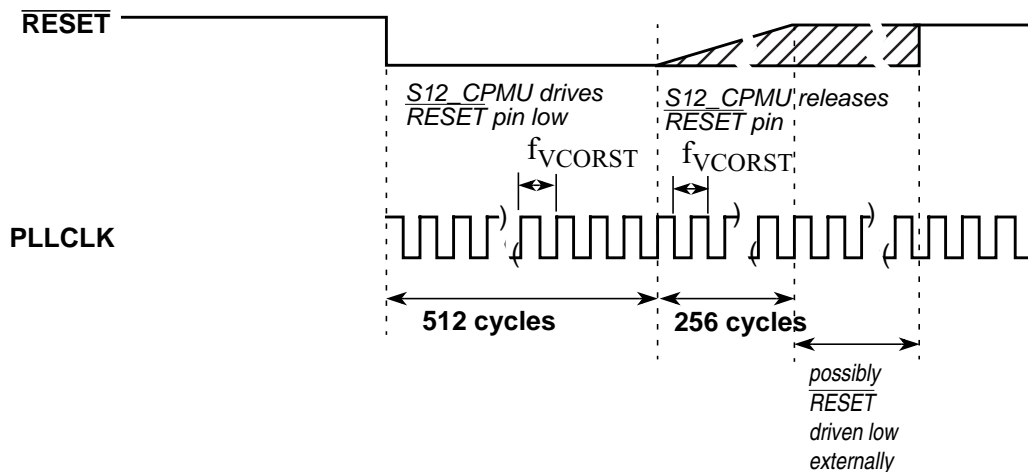 RESET
S12_CPMU drives
RESET pin low
S12_CPMU releases
RESET pin
fVCORST
fVCORST
PLLCLK
512 cycles
256 cycles
possibly
RESET
driven low
externally